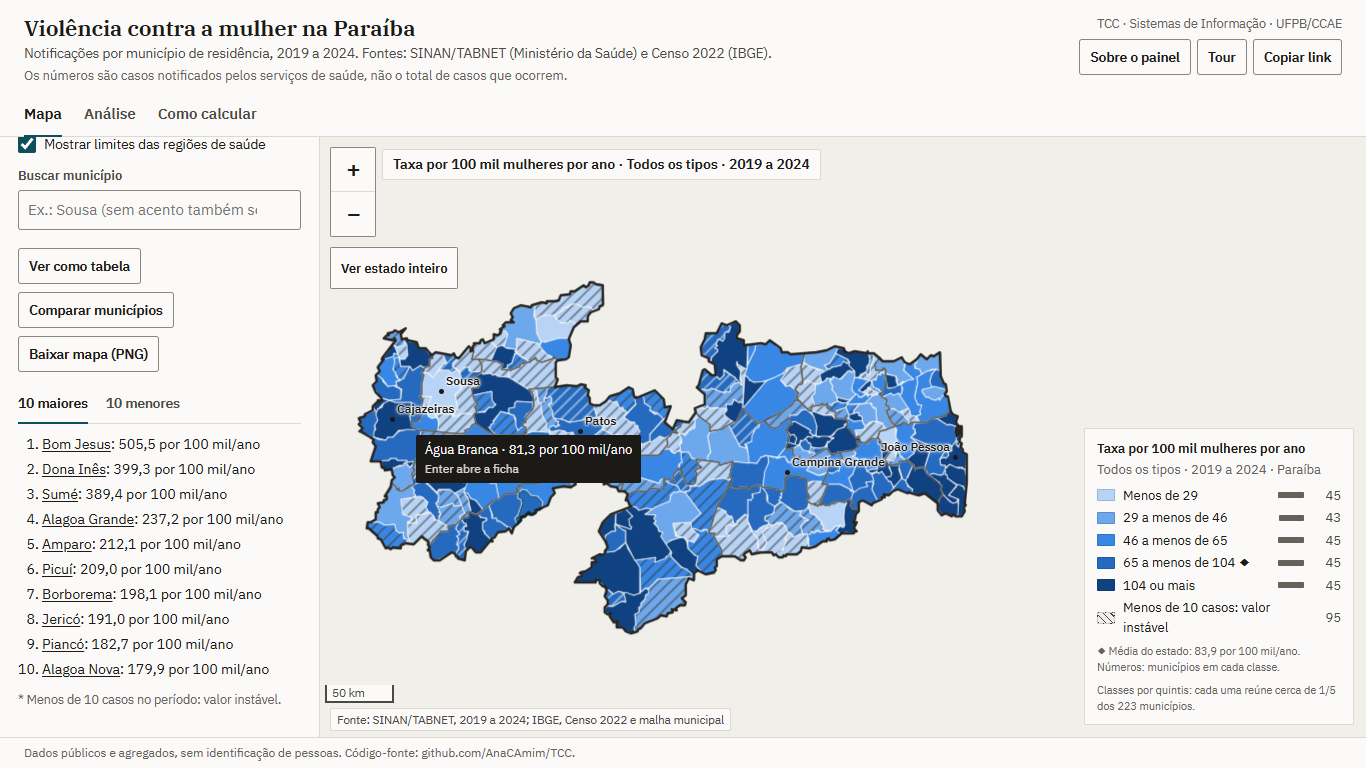 Violência contra a mulher na Paraíba
Notificações por município de residência, 2019 a 2024. Fontes: SINAN/TABNET (Ministério da Saúde) e Censo 2022 (IBGE).
Os números são casos notificados pelos serviços de saúde, não o total de casos que ocorrem.
TCC · Sistemas de Informação · UFPB/CCAE
Sobre o painel
Tour
Copiar link
Mapa
Análise
Como calcular
Mostrar limites das regiões de saúde
Buscar município
Ex.: Sousa (sem acento também
Ver como tabela
Comparar municípios
Baixar mapa (PNG)
10 maiores
10 menores
1. Bom Jesus: 505,5 por 100 mil/ano
2. Dona Inês: 399,3 por 100 mil/ano
3. Sumé: 389,4 por 100 mil/ano
4. Alagoa Grande: 237,2 por 100 mil/ano
5. Amparo: 212,1 por 100 mil/ano
6. Picuí: 209,0 por 100 mil/ano
7. Borborema: 198,1 por 100 mil/ano
8. Jericó: 191,0 por 100 mil/ano
9. Piancó: 182,7 por 100 mil/ano
10. Alagoa Nova: 179,9 por 100 mil/ano
* Menos de 10 casos no período: valor instável.
+
−
Taxa por 100 mil mulheres por ano · Todos os tipos · 2019 a 2024
Ver estado inteiro
Sousa
Cajazeiras
Patos
Água Branca · 81,3 por 100 mil/ano
Enter abre a ficha
João Pessoa
Campina Grande
50 km
Fonte: SINAN/TABNET, 2019 a 2024; IBGE, Censo 2022 e malha municipal
Taxa por 100 mil mulheres por ano
Todos os tipos · 2019 a 2024 · Paraíba
Menos de 29 45
29 a menos de 46 43
46 a menos de 65 45
65 a menos de 104 ◆ 45
104 ou mais 45
Menos de 10 casos: valor
instável 95
◆ Média do estado: 83,9 por 100 mil/ano.
Números: municípios em cada classe.
Classes por quintis: cada uma reúne cerca de 1/5
dos 223 municípios.
Dados públicos e agregados, sem identificação de pessoas. Código-fonte: github.com/AnaCAmim/TCC.